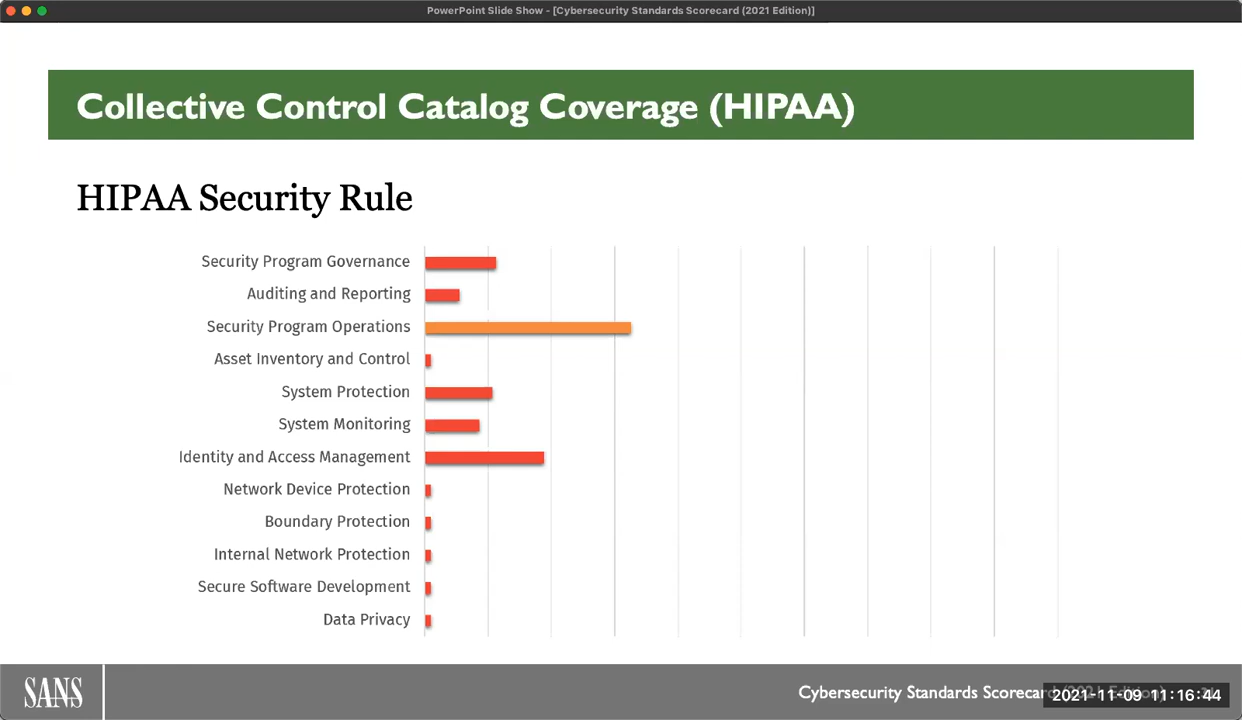 PowerPoint Slide Show - [Cybersecurity Standards Scorecard (2021 Edition)]
Collective Control Catalog Coverage (HIPAA)
HIPAA Security Rule
Security Program Governance
Auditing and Reporting
Security Program Operations
Asset Inventory and Control
System Protection
System Monitoring
Identity and Access Management
Network Device Protection
Boundary Protection
Internal Network Protection
Secure Software Development
Data Privacy
SANS
Cybersecurity Standards Scorecard (2021 Edition)
2021-11-09 11:16:44